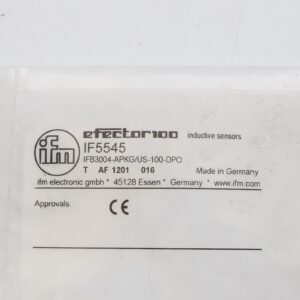 ifm
efector100 inductive sensors
IF5545
IFB3004-APKG/US-100-DPO
T AF 1201 016 Made in Germany
ifm electronic gmbh * 45128 Essen * Germany * www.ifm.com
Approvals: CE